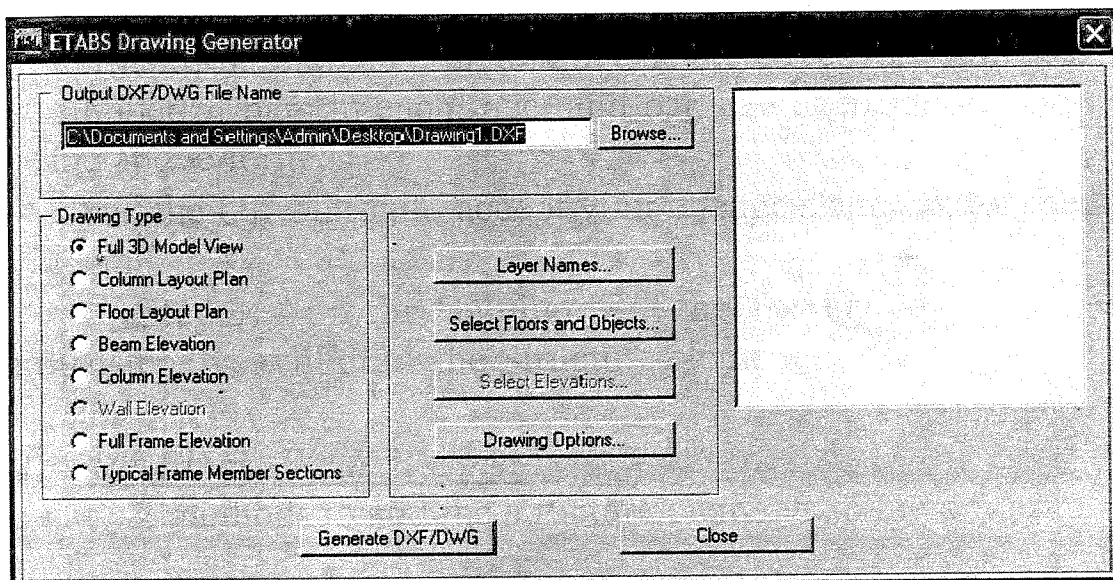 ETABS Drawing Generator
Output DXF/DWG File Name
C:\Documents and Settings\Admin\Desktop\Drawing1.DXF
Browse...
Drawing Type
Full 3D Model View
Column Layout Plan
Floor Layout Plan
Beam Elevation
Column Elevation
Wall Elevation
Full Frame Elevation
Typical Frame Member Sections
Layer Names...
Select Floors and Objects...
Select Elevations...
Drawing Options...
Generate DXF/DWG
Close